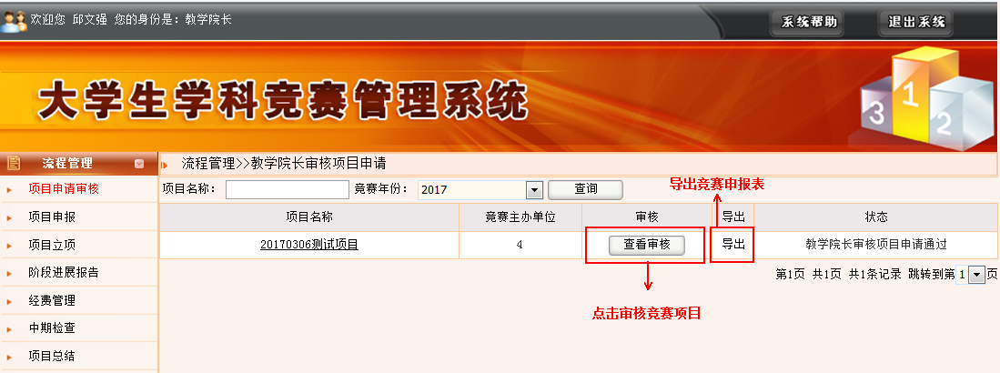 欢迎您 邱文强 您的身份是：教学院长
系统帮助
退出系统
大学生学科竞赛管理系统
3 1 2
流程管理
流程管理>>教学院长审核项目申请
项目申请审核
项目名称：
竞赛年份：
2017
查询
导出竞赛申报表
项目申报
项目名称
竞赛主办单位
审核
导出
状态
项目立项
20170306测试项目
4
查看审核
导出
教学院长审核项目申请通过
阶段进展报告
第1页 共1页 共1条记录 跳转到第 1 页
经费管理
点击审核竞赛项目
中期检查
项目总结